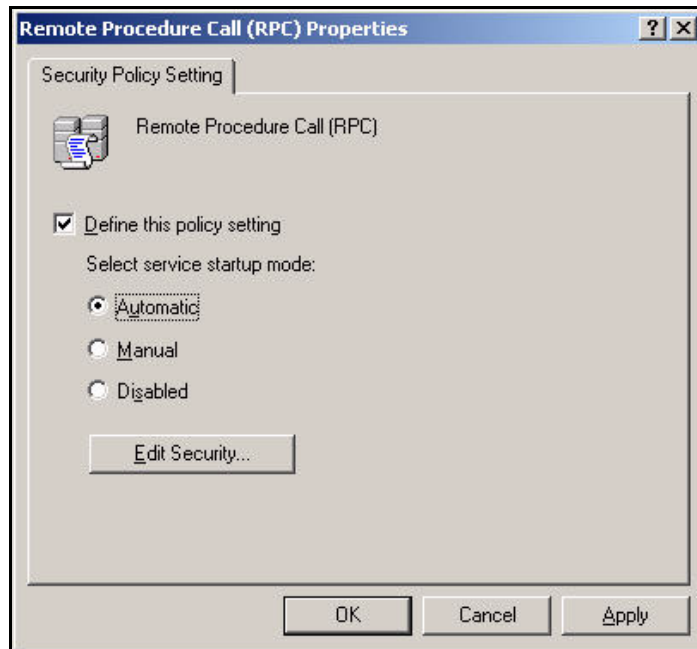 Remote Procedure Call (RPC) Properties
Security Policy Setting
Remote Procedure Call (RPC)
Define this policy setting
Select service startup mode:
Automatic
Manual
Disabled
Edit Security...
OK Cancel Apply